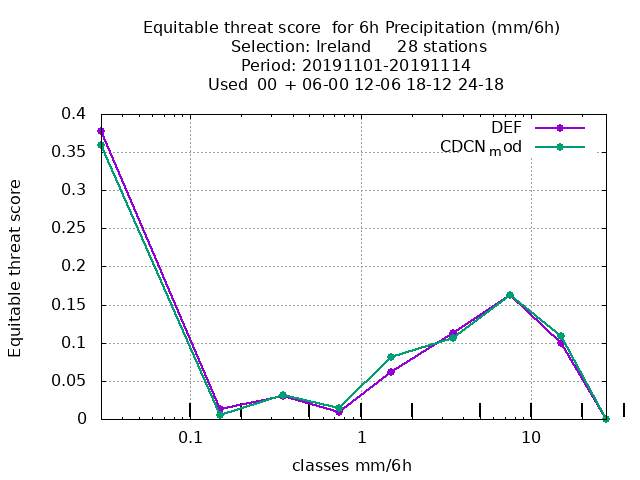 Equitable threat score  for 6h Precipitation (mm/6h)
Selection: Ireland     28 stations
Period: 20191101-20191114
Used  00  + 06-00 12-06 18-12 24-18
DEF
CDCN_mod
Equitable threat score
0.4
0.35
0.3
0.25
0.2
0.15
0.1
0.05
0
0.1
1
10
classes mm/6h